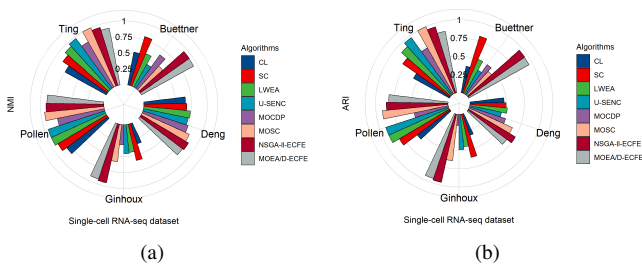 Ting
Buettner
1
0.75
0.5
0.25
NMI
Pollen
Deng
Ginhoux
Single-cell RNA-seq dataset
Algorithms
CL
SC
LWEA
U-SENC
MOCDP
MOSC
NSGA-II-ECFE
MOEA/D-ECFE
(a)
Ting
Buettner
1
0.75
0.5
0.25
ARI
Pollen
Deng
Ginhoux
Single-cell RNA-seq dataset
Algorithms
CL
SC
LWEA
U-SENC
MOCDP
MOSC
NSGA-II-ECFE
MOEA/D-ECFE
(b)